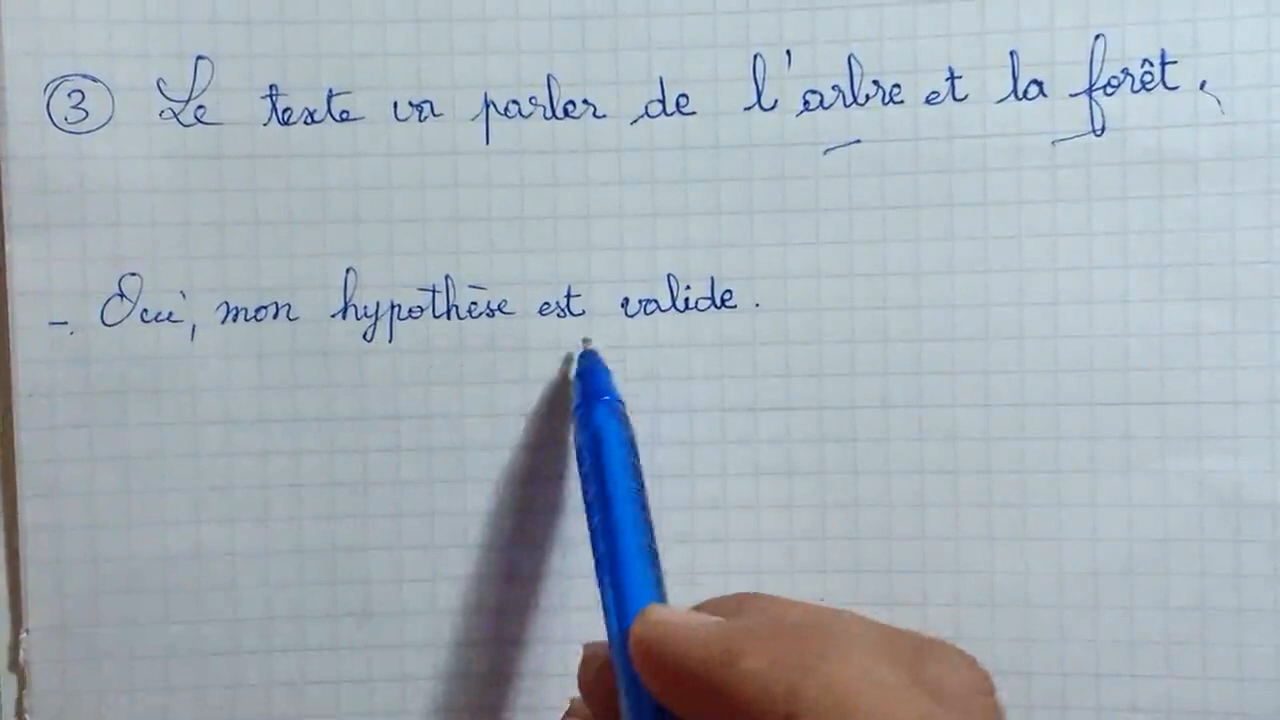 ③ Le texte va parler de l'arbre et la forêt.
- Oui, mon hypothèse est valide.